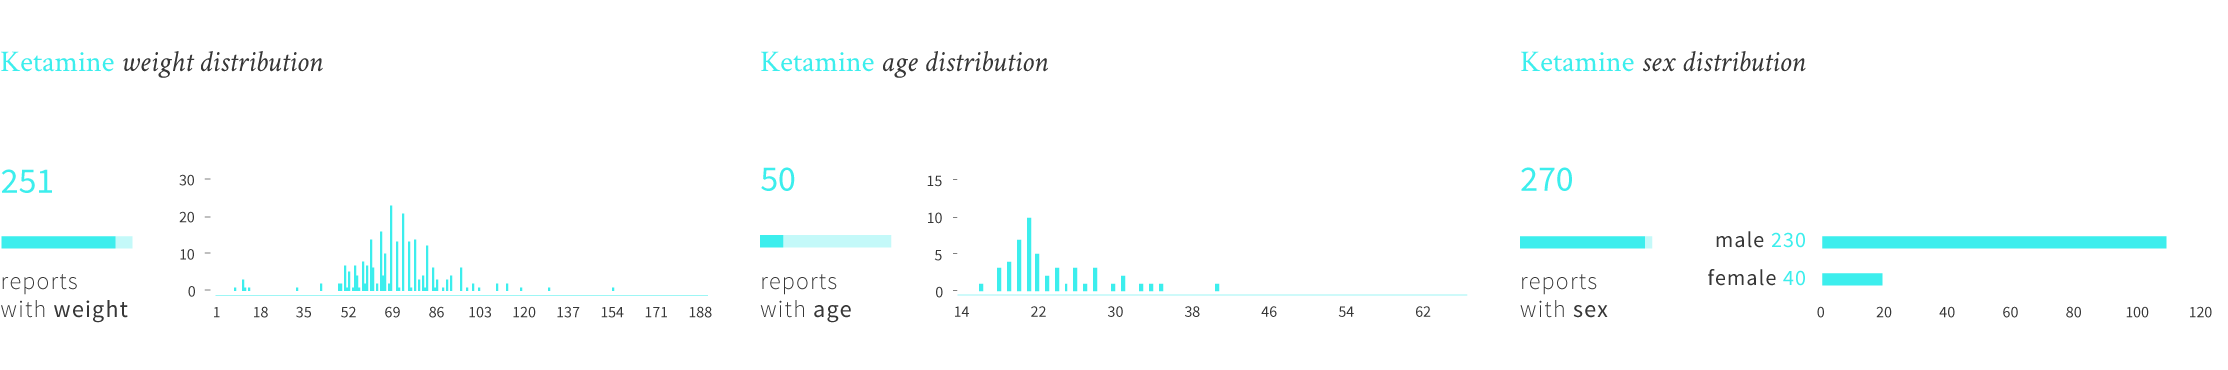 Ketamine weight distribution
251
reports
with weight
30
20
10
0
1 18 35 52 69 86 103 120 137 154 171 188
Ketamine age distribution
50
reports
with age
15
10
5
0
14 22 30 38 46 54 62
Ketamine sex distribution
270
reports
with sex
male 230
female 40
0 20 40 60 80 100 120